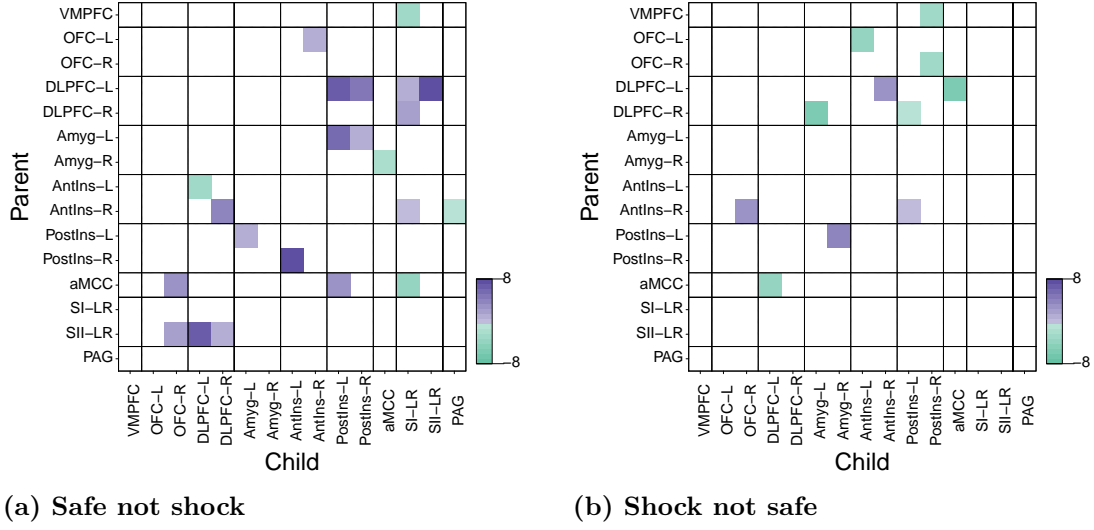 VMPFC
OFC−L
OFC−R
DLPFC−L
DLPFC−R
Amyg−L
Amyg−R
AntIns−L
AntIns−R
PostIns−L
PostIns−R
aMCC
SI−LR
SII−LR
PAG
Parent
VMPFC
OFC−L
OFC−R
DLPFC−L
DLPFC−R
Amyg−L
Amyg−R
AntIns−L
AntIns−R
PostIns−L
PostIns−R
aMCC
SI−LR
SII−LR
PAG
Child
8
−8
(a) Safe not shock
VMPFC
OFC−L
OFC−R
DLPFC−L
DLPFC−R
Amyg−L
Amyg−R
AntIns−L
AntIns−R
PostIns−L
PostIns−R
aMCC
SI−LR
SII−LR
PAG
Parent
VMPFC
OFC−L
OFC−R
DLPFC−L
DLPFC−R
Amyg−L
Amyg−R
AntIns−L
AntIns−R
PostIns−L
PostIns−R
aMCC
SI−LR
SII−LR
PAG
Child
8
−8
(b) Shock not safe